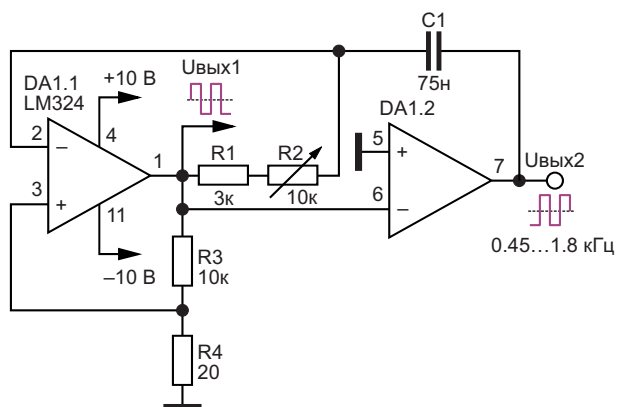 C1
75н
DA1.1
LM324
+10 В
Uвых1
DA1.2
2
4
–
1
R1
R2
3к
10к
5
+
7
Uвых2
3
+
11
6
–
–10 В
R3
10к
0.45...1.8 кГц
R4
20